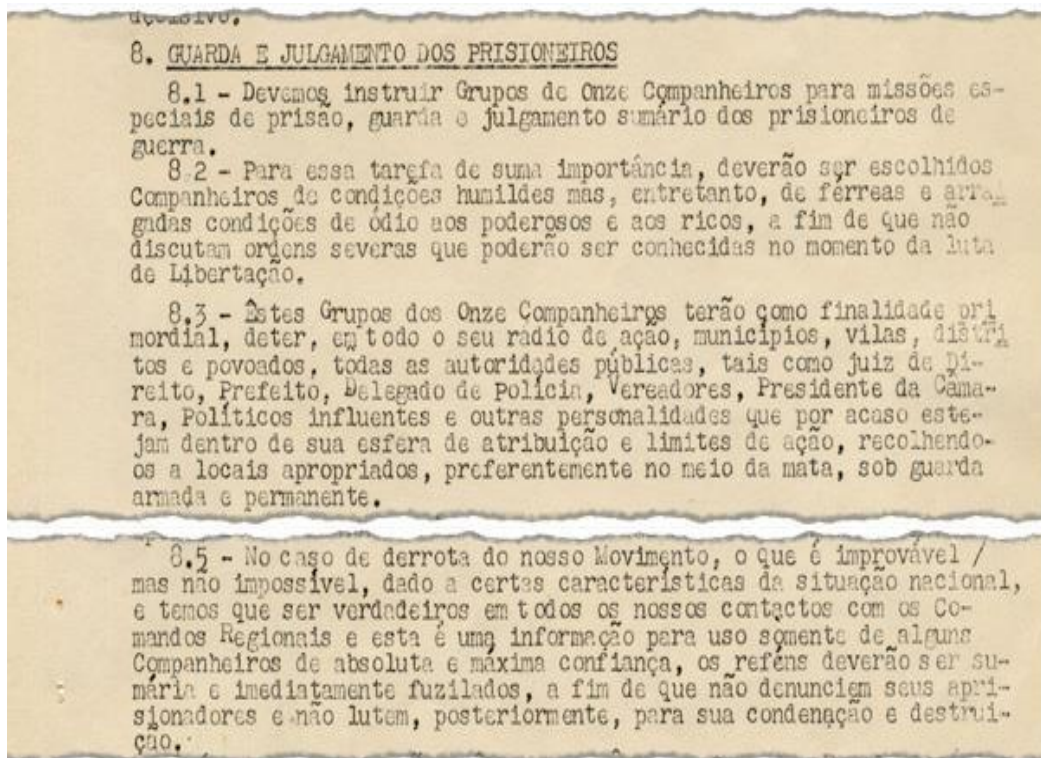 8. GUARDA E JULGAMENTO DOS PRISIONEIROS
8.1 - Devemos instruir Grupos de Onze Companheiros para missões es-
peciais de prisão, guarda e julgamento sumário dos prisioneiros de
guerra.
8.2 - Para essa tarefa de suma importância, deverão ser escolhidos
Companheiros de condições humildes mas, entretanto, de férreas e arrai
gadas condições de ódio aos poderosos e aos ricos, a fim de que não
discutam ordens severas que poderão ser conhecidas no momento da luta
de Libertação.
8.3 - Êstes Grupos dos Onze Companheiros terão como finalidade pri
mordial, deter, em todo o seu radio de ação, municípios, vilas, distri
tos e povoados, todas as autoridades públicas, tais como juiz de Di-
reito, Prefeito, Delegado de Polícia, Vereadores, Presidente da Câma-
ra, Políticos influentes e outras personalidades que por acaso este-
jam dentro de sua esfera de atribuição e limites de ação, recolhendo-
os a locais apropriados, preferentemente no meio da mata, sob guarda
armada e permanente.
8.5 - No caso de derrota do nosso Movimento, o que é improvável /
mas não impossível, dado a certas características da situação nacional,
e temos que ser verdadeiros em todos os nossos contactos com os Co-
mandos Regionais e esta é uma informação para uso sòmente de alguns
Companheiros de absoluta e máxima confiança, os reféns deverão ser su-
mária e imediatamente fuzilados, a fim de que não denunciem seus apri-
sionadores e não lutem, posteriormente, para sua condenação e destrui-
ção.